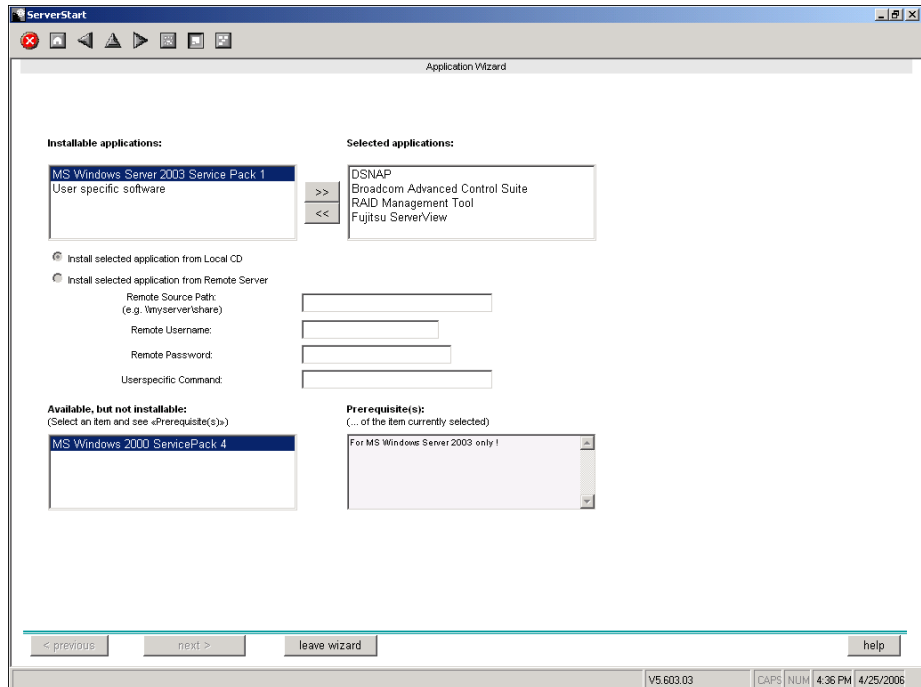 ServerStart
Application Wizard
Installable applications:
Selected applications:
MS Windows Server 2003 Service Pack 1
User specific software
>>
<<
DSNAP
Broadcom Advanced Control Suite
RAID Management Tool
Fujitsu ServerView
Install selected application from Local CD
Install selected application from Remote Server
Remote Source Path:
(e.g. \\myserver\share)
Remote Username:
Remote Password:
Userspecific Command:
Available, but not installable:
(Select an item and see «Prerequisite(s)»)
Prerequisite(s):
(... of the item currently selected)
MS Windows 2000 ServicePack 4
For MS Windows Server 2003 only !
< previous
next >
leave wizard
help
V5.603.03
CAPS
NUM
4:36 PM
4/25/2006